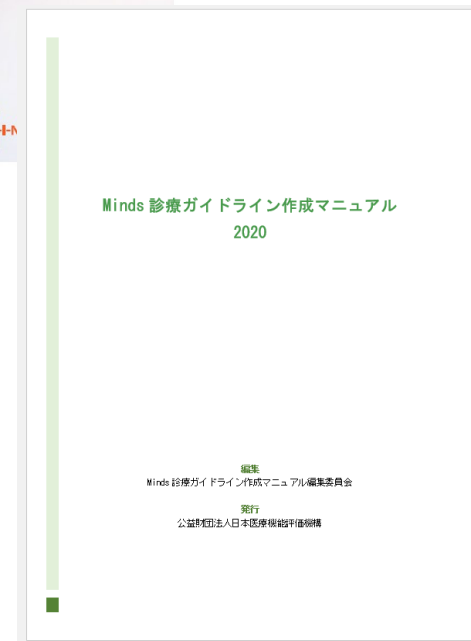 Minds 診療ガイドライン作成マニュアル
2020
編集
Minds 診療ガイドライン作成マニュアル編集委員会
発行
公益財団法人日本医療機能評価機構